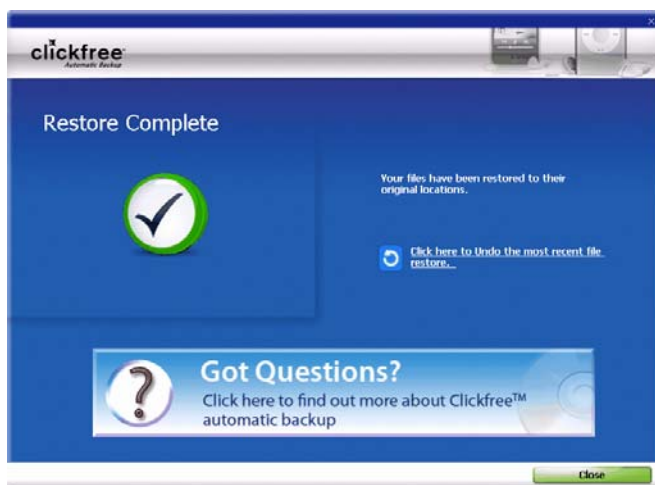 clickfree
Automatic Backup
Restore Complete
Your files have been restored to their
original locations.
Click here to Undo the most recent file
restore.
Got Questions?
Click here to find out more about Clickfree™
automatic backup
Close